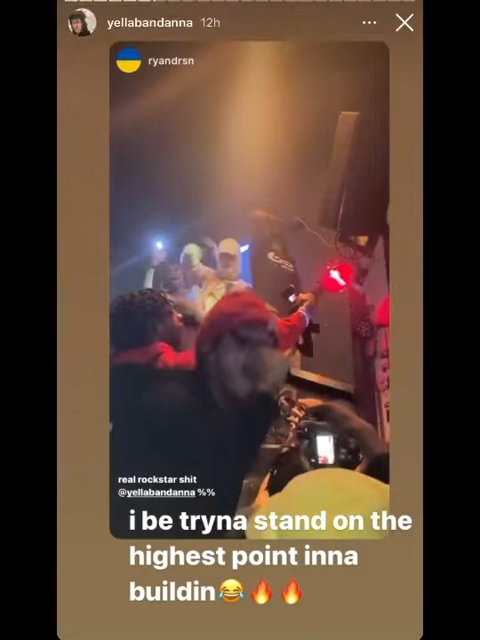 yellabandanna 12h
ryandrsn
real rockstar shit
@yellabandanna %%
i be tryna stand on the
highest point inna
buildin😂🔥🔥